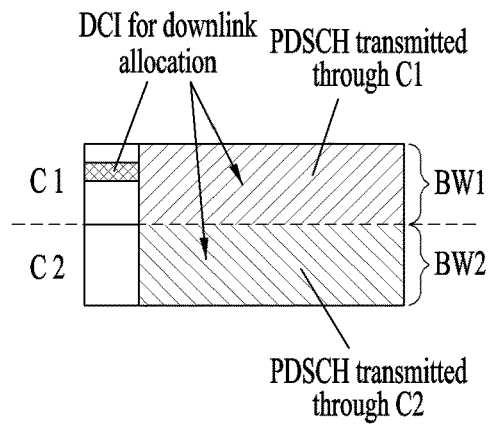 DCI for downlink
allocation
PDSCH transmitted
through C1
C 1
BW1
C 2
BW2
PDSCH transmitted
through C2